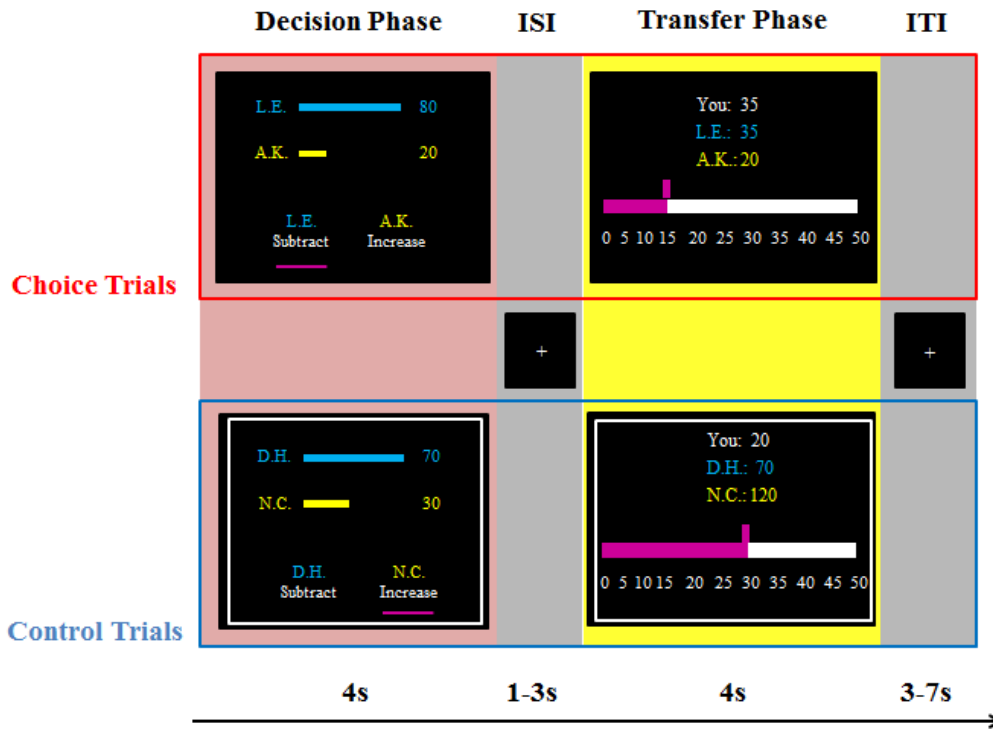 Decision Phase ISI Transfer Phase ITI
L.E. 80
A.K. 20
L.E. A.K.
Subtract Increase
You: 35
L.E.: 35
A.K.: 20
0 5 10 15 20 25 30 35 40 45 50
Choice Trials
+
+
D.H. 70
N.C. 30
D.H. N.C.
Subtract Increase
You: 20
D.H.: 70
N.C.: 120
0 5 10 15 20 25 30 35 40 45 50
Control Trials
4s 1-3s 4s 3-7s